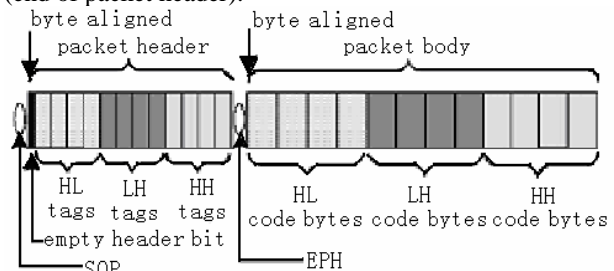 (end of packet header).
byte aligned
byte aligned
packet header
packet body
HL
tags
LH
tags
HH
tags
HL
code bytes
LH
code bytes
HH
code bytes
empty header bit
SOP
EPH